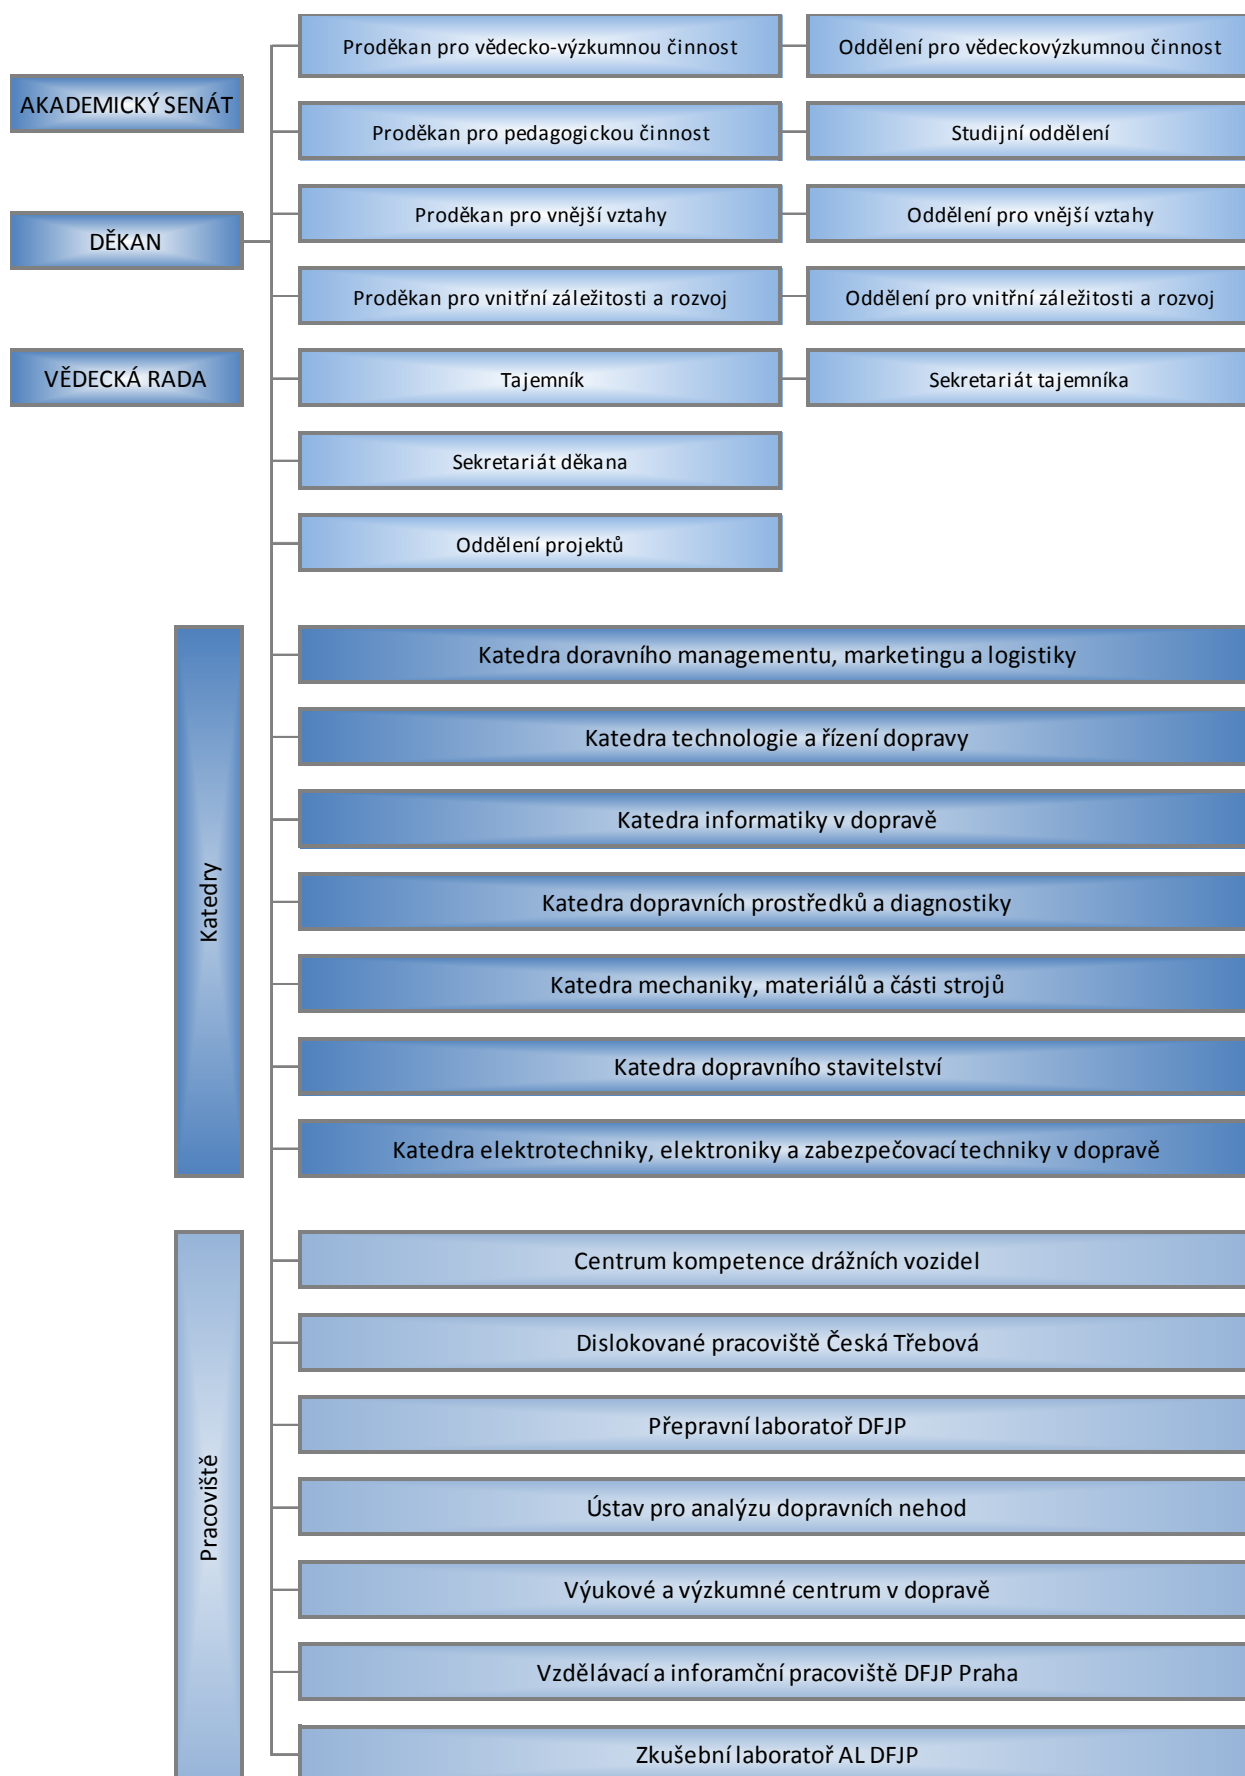 Proděkan pro vědecko-výzkumnou činnost
Oddělení pro vědeckovýzkumnou činnost
AKADEMICKÝ SENÁT
Proděkan pro pedagogickou činnost
Studijní oddělení
Proděkan pro vnější vztahy
Oddělení pro vnější vztahy
DĚKAN
Proděkan pro vnitřní záležitosti a rozvoj
Oddělení pro vnitřní záležitosti a rozvoj
VĚDECKÁ RADA
Tajemník
Sekretariát tajemníka
Sekretariát děkana
Oddělení projektů
Katedry
Katedra doravního managementu, marketingu a logistiky
Katedra technologie a řízení dopravy
Katedra informatiky v dopravě
Katedra dopravních prostředků a diagnostiky
Katedra mechaniky, materiálů a části strojů
Katedra dopravního stavitelství
Katedra elektrotechniky, elektroniky a zabezpečovací techniky v dopravě
Pracoviště
Centrum kompetence drážních vozidel
Dislokované pracoviště Česká Třebová
Přepravní laboratoř DFJP
Ústav pro analýzu dopravních nehod
Výukové a výzkumné centrum v dopravě
Vzdělávací a inforamční pracoviště DFJP Praha
Zkušební laboratoř AL DFJP